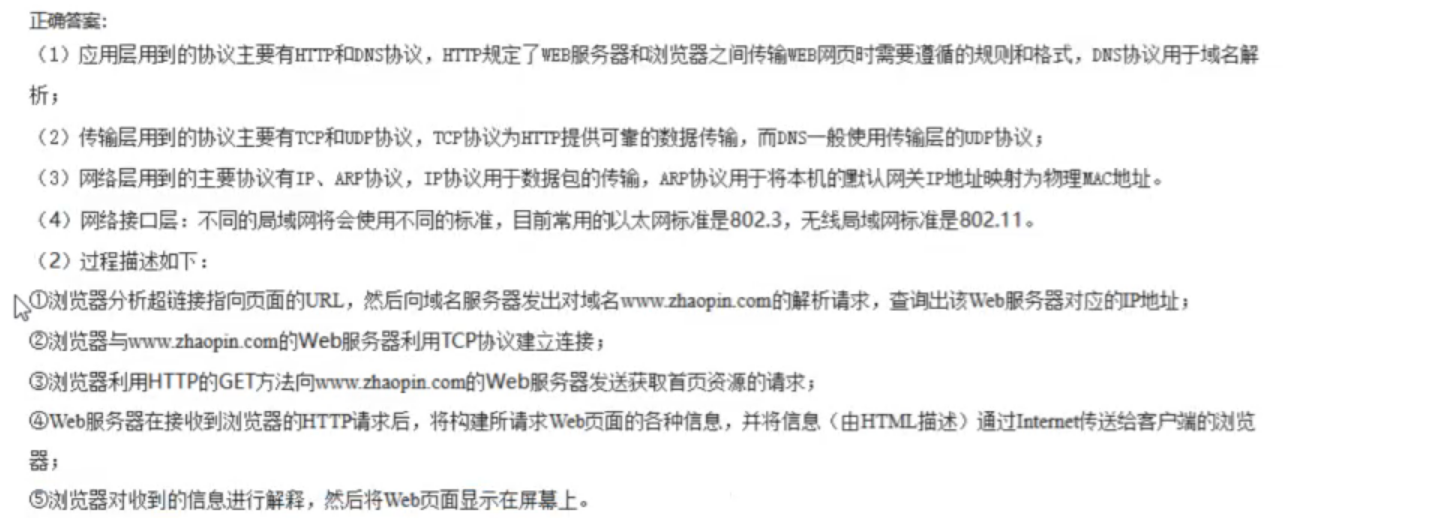 正确答案:
（1）应用层用到的协议主要有HTTP和DNS协议，HTTP规定了WEB服务器和浏览器之间传输WEB网页时需要遵循的规则和格式，DNS协议用于域名解
析；
（2）传输层用到的协议主要有TCP和UDP协议，TCP协议为HTTP提供可靠的数据传输，而DNS一般使用传输层的UDP协议；
（3）网络层用到的主要协议有IP、ARP协议，IP协议用于数据包的传输，ARP协议用于将本机的默认网关IP地址映射为物理MAC地址。
（4）网络接口层：不同的局域网将会使用不同的标准，目前常用的以太网标准是802.3，无线局域网标准是802.11。
（2）过程描述如下：
①浏览器分析超链接指向页面的URL，然后向域名服务器发出对域名www.zhaopin.com的解析请求，查询出该Web服务器对应的IP地址；
②浏览器与www.zhaopin.com的Web服务器利用TCP协议建立连接；
③浏览器利用HTTP的GET方法向www.zhaopin.com的Web服务器发送获取首页资源的请求；
④Web服务器在接收到浏览器的HTTP请求后，将构建所请求Web页面的各种信息，并将信息（由HTML描述）通过Internet传送给客户端的浏览
器；
⑤浏览器对收到的信息进行解释，然后将Web页面显示在屏幕上。